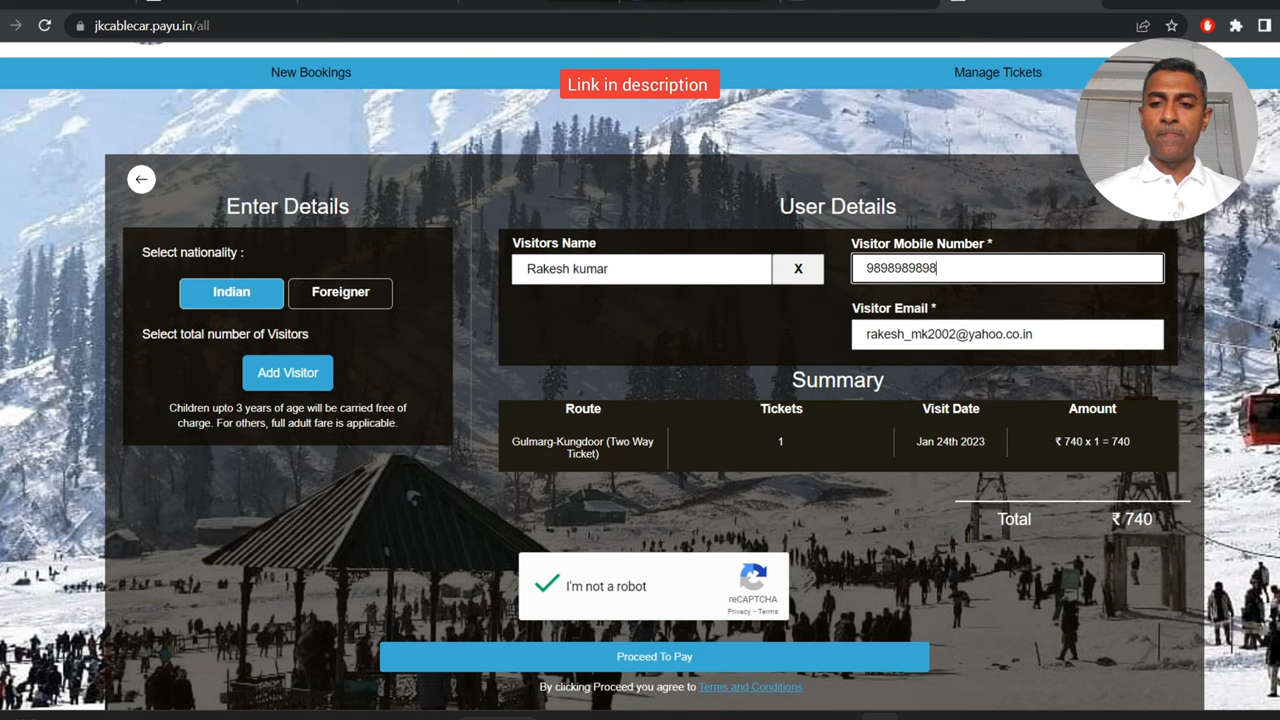 jkcablecar.payu.in/all
New Bookings
Link in description
Manage Tickets
Enter Details
Select nationality :
Indian
Foreigner
Select total number of Visitors
Add Visitor
Children upto 3 years of age will be carried free of
charge. For others, full adult fare is applicable.
User Details
Visitors Name
Rakesh kumar
X
Visitor Mobile Number *
9898989898
Visitor Email *
rakesh_mk2002@yahoo.co.in
Summary
Route Tickets Visit Date Amount
Gulmarg-Kungdoor (Two Way
Ticket)
1
Jan 24th 2023
₹ 740 x 1 = 740
Total ₹ 740
I'm not a robot
reCAPTCHA
Privacy - Terms
Proceed To Pay
By clicking Proceed you agree to Terms and Conditions